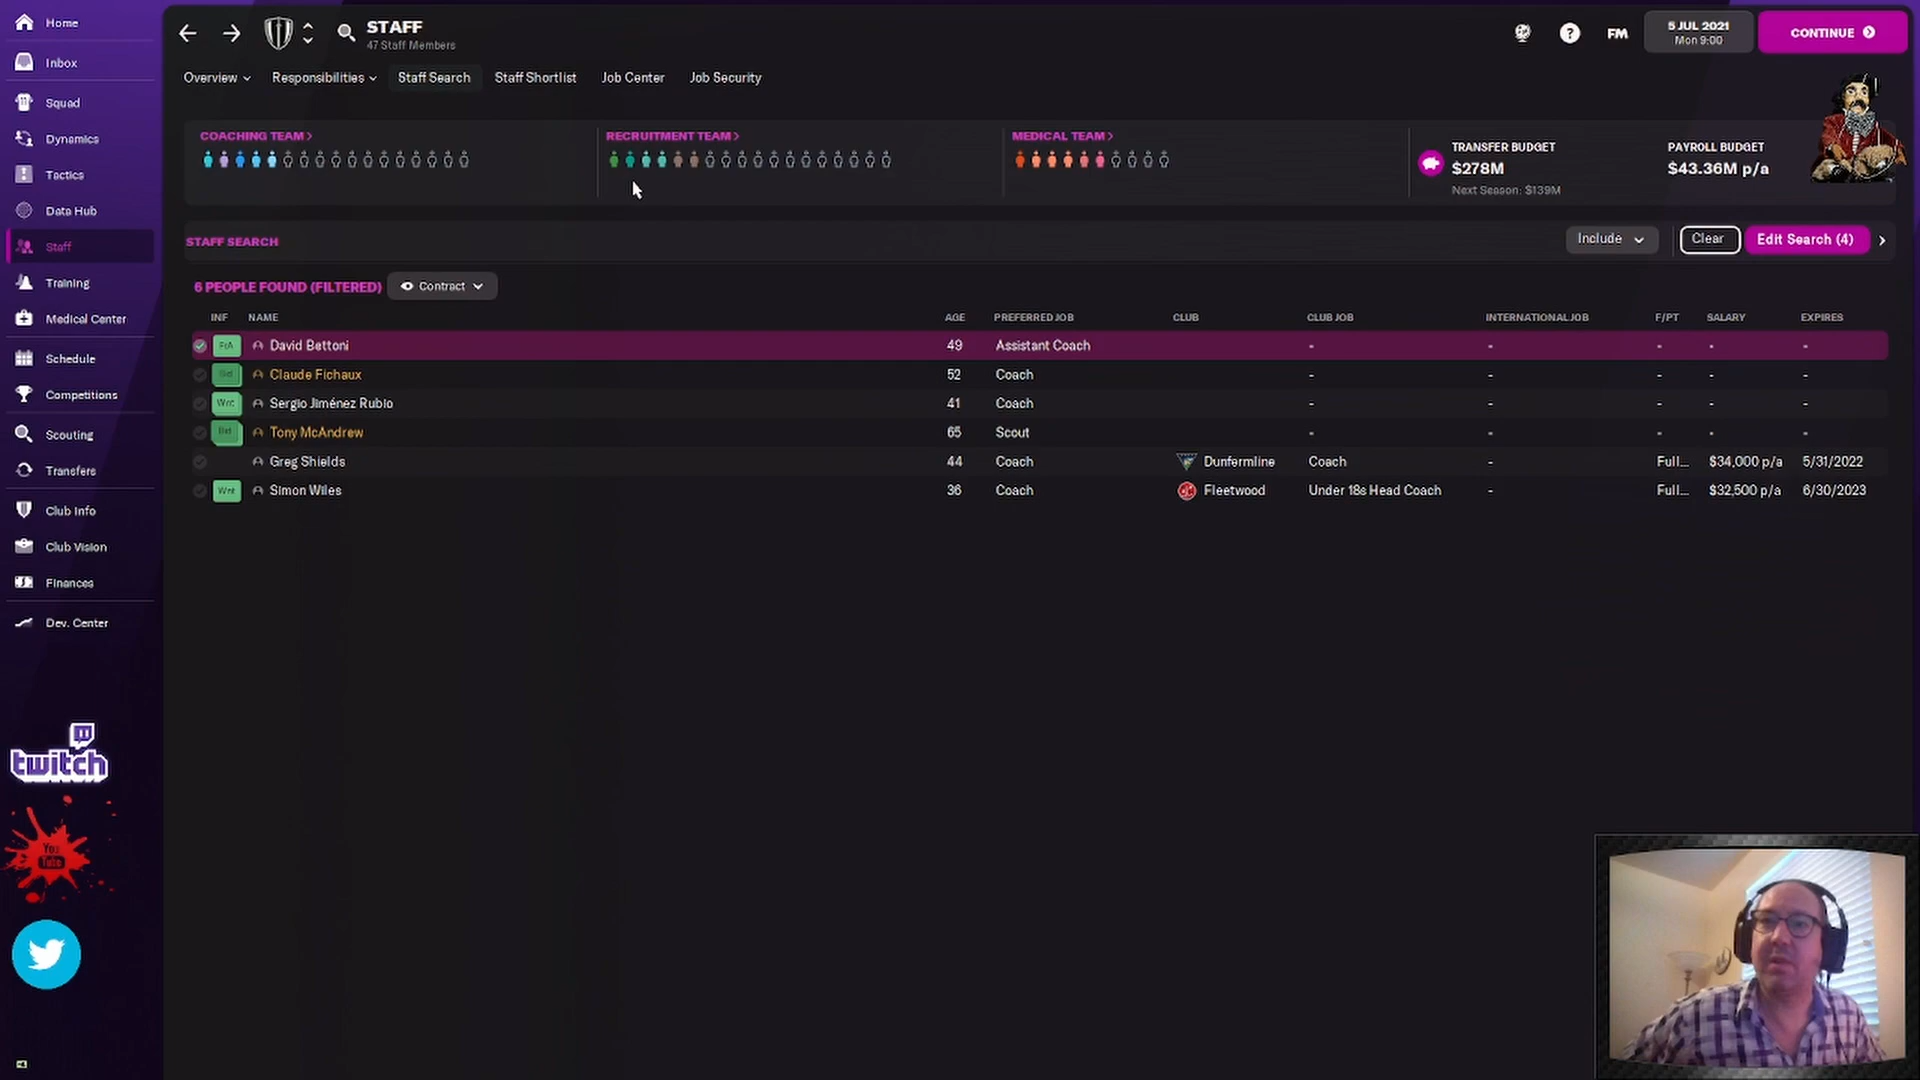 Home
Inbox
Squad
Dynamics
Tactics
Data Hub
Staff
Training
Medical Center
Schedule
Competitions
Scouting
Transfers
Club Info
Club Vision
Finances
Dev. Center
twitch
You
Tube
STAFF
47 Staff Members
FM
5 JUL 2021
Mon 9:00
CONTINUE
Overview
Responsibilities
Staff Search
Staff Shortlist
Job Center
Job Security
COACHING TEAM >
RECRUITMENT TEAM >
MEDICAL TEAM >
TRANSFER BUDGET
$278M
Next Season: $139M
PAYROLL BUDGET
$43.36M p/a
STAFF SEARCH
Include
Clear
Edit Search (4)
6 PEOPLE FOUND (FILTERED)
Contract
INF NAME AGE PREFERRED JOB CLUB CLUB JOB INTERNATIONAL JOB F/PT SALARY EXPIRES
FrA David Bettoni 49 Assistant Coach - - - - -
Claude Fichaux 52 Coach - - - - -
Wnt Sergio Jiménez Rubio 41 Coach - - - - -
Tony McAndrew 65 Scout - - - - -
Greg Shields 44 Coach Dunfermline Coach - Full... $34,000 p/a 5/31/2022
Wnt Simon Wiles 36 Coach Fleetwood Under 18s Head Coach - Full... $32,500 p/a 6/30/2023